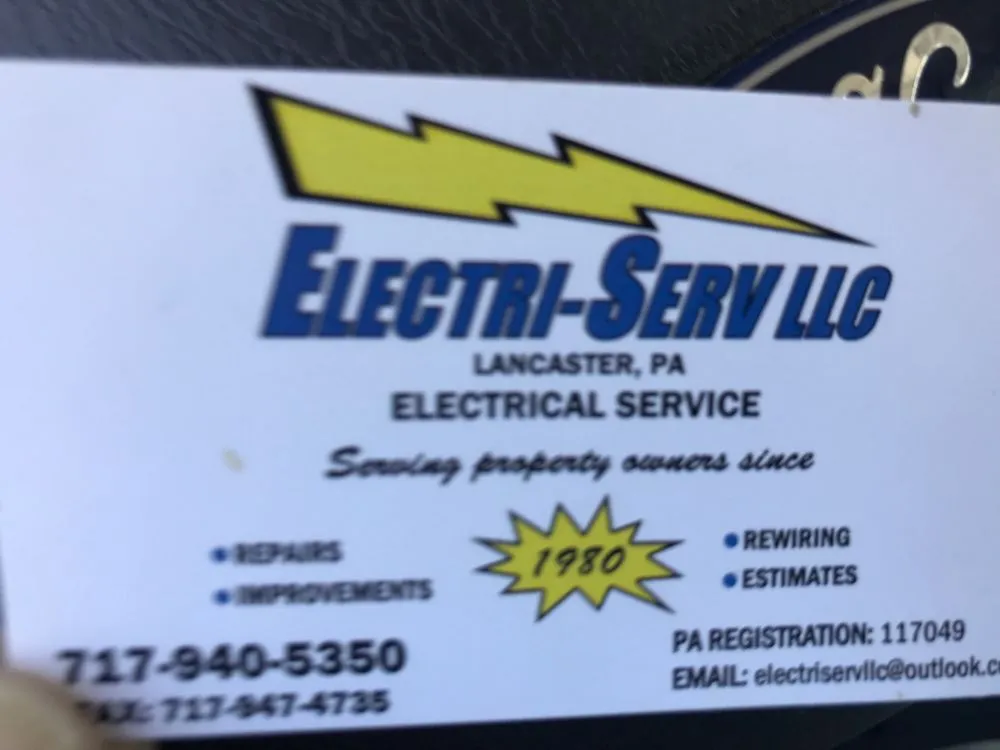 ELECTRI-SERV LLC
LANCASTER, PA
ELECTRICAL SERVICE
Serving property owners since
1980
• REPAIRS
• IMPROVEMENTS
• REWIRING
• ESTIMATES
717-940-5350
FAX: 717-947-4735
PA REGISTRATION: 117049
EMAIL: electriservllc@outlook.c